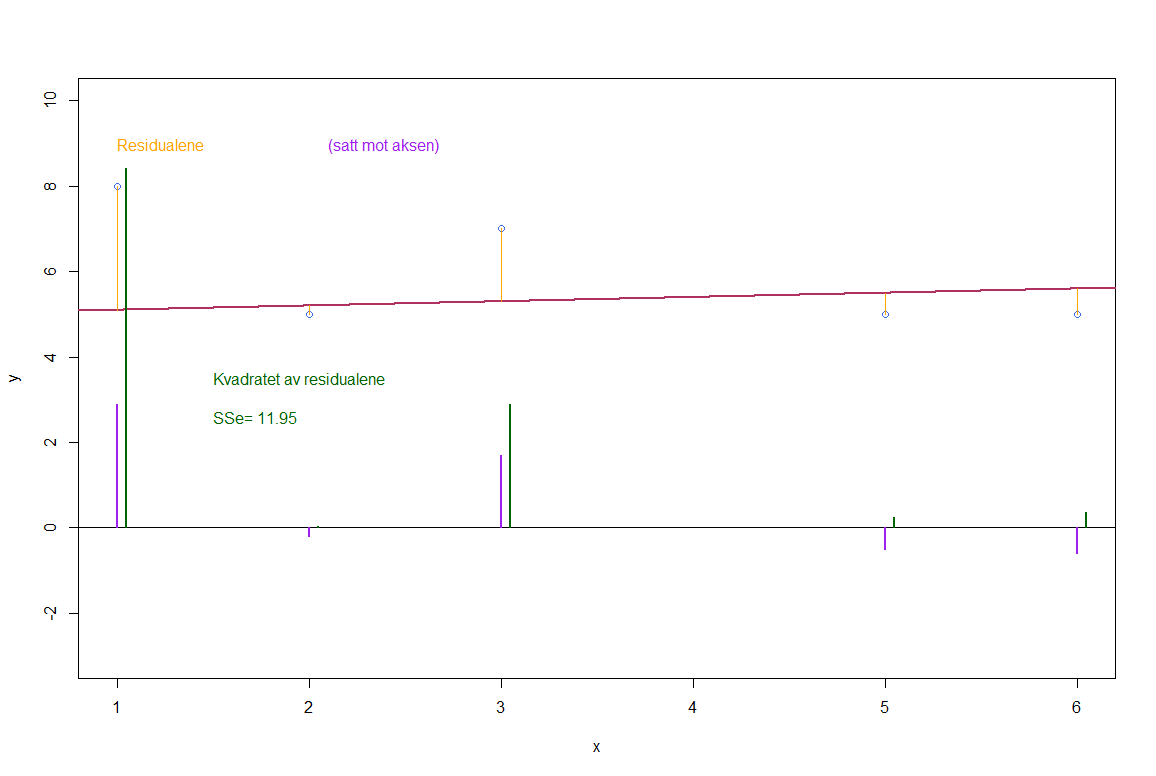 Residualene (satt mot aksen)
Kvadratet av residualene
SSe= 11.95
10
8
6
4
2
0
-2
y
1 2 3 4 5 6
x